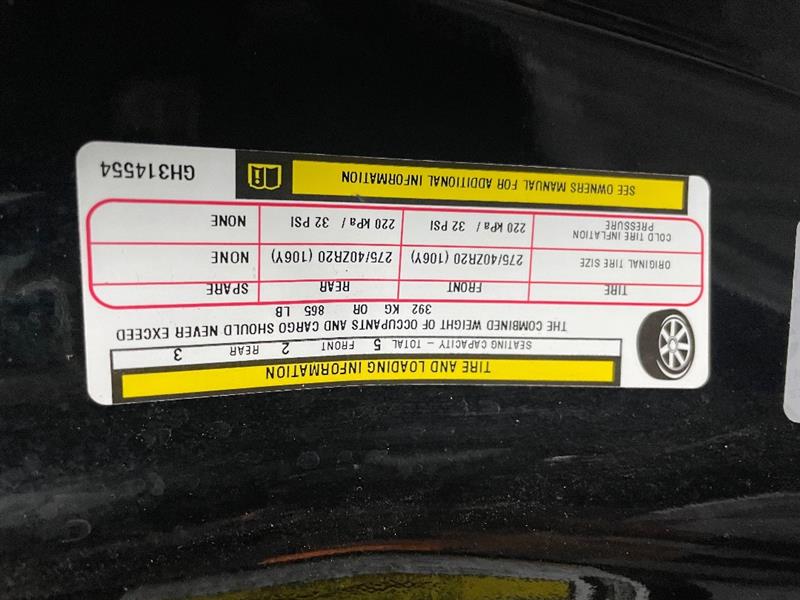 TIRE AND LOADING INFORMATION
SEATING CAPACITY – TOTAL 5 FRONT 2 REAR 3
THE COMBINED WEIGHT OF OCCUPANTS AND CARGO SHOULD NEVER EXCEED
392 KG OR 865 LB
TIRE FRONT REAR SPARE
ORIGINAL TIRE SIZE 275/40ZR20 (106Y) 275/40ZR20 (106Y) NONE
COLD TIRE INFLATION PRESSURE 220 kPa / 32 PSI 220 kPa / 32 PSI NONE
SEE OWNERS MANUAL FOR ADDITIONAL INFORMATION
GH314554